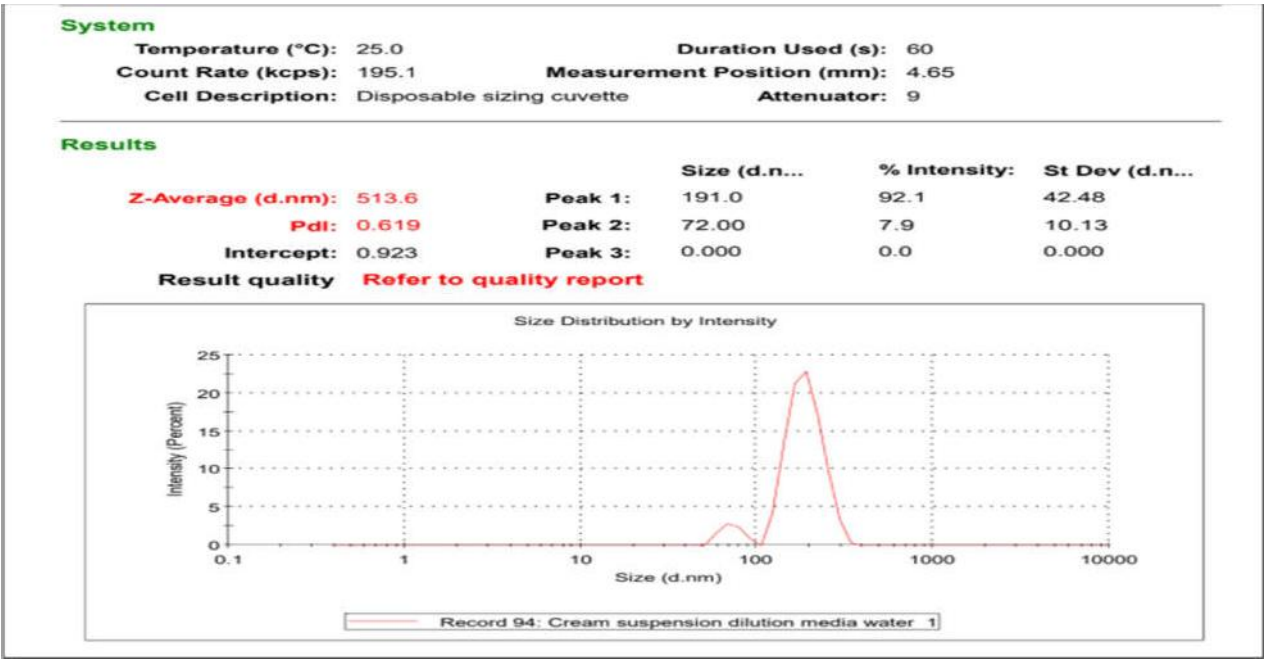 System
Temperature (°C): 25.0 Duration Used (s): 60
Count Rate (kcps): 195.1 Measurement Position (mm): 4.65
Cell Description: Disposable sizing cuvette Attenuator: 9
Results
Size (d.n... % Intensity: St Dev (d.n...
Z-Average (d.nm): 513.6 Peak 1: 191.0 92.1 42.48
PdI: 0.619 Peak 2: 72.00 7.9 10.13
Intercept: 0.923 Peak 3: 0.000 0.0 0.000
Result quality Refer to quality report
Size Distribution by Intensity
Intensity (Percent)
25
20
15
10
5
0
0.1 1 10 100 1000 10000
Size (d.nm)
Record 94: Cream suspension dilution media water 1